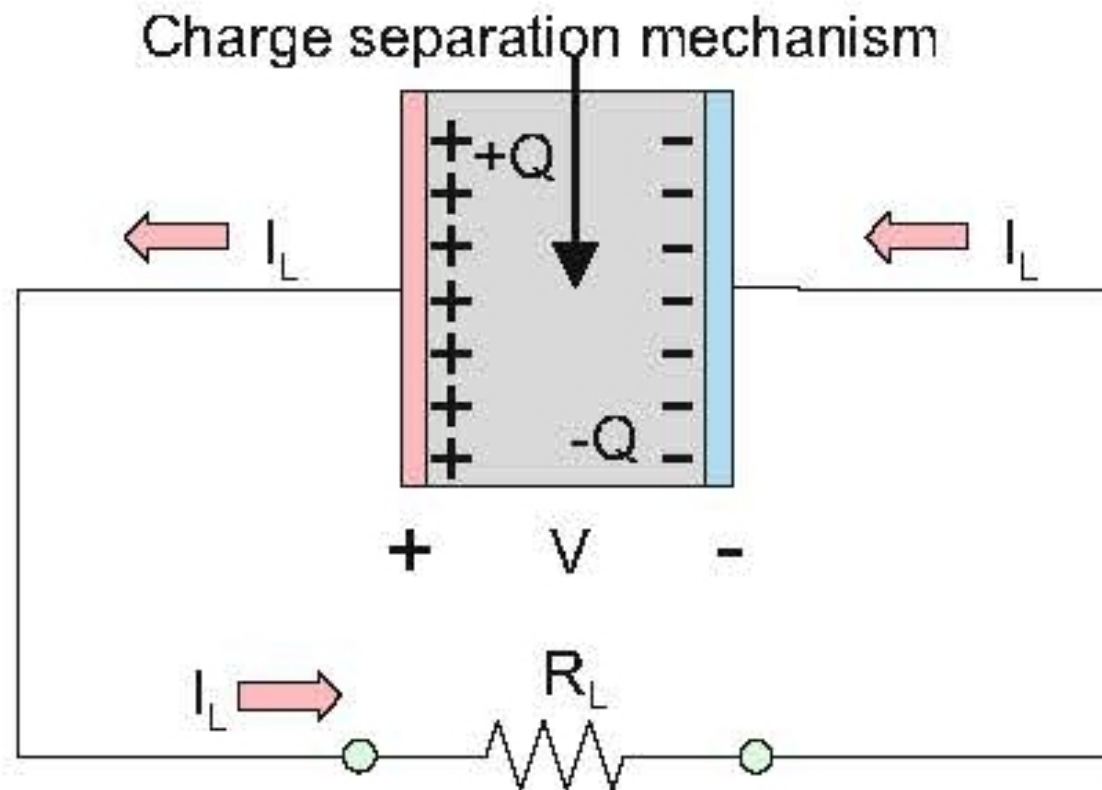 Charge separation mechanism
+ +Q -
+ -
I_L + - I_L
+ -
+ -
+ -
-Q
+ -
+ V -
R_L
I_L